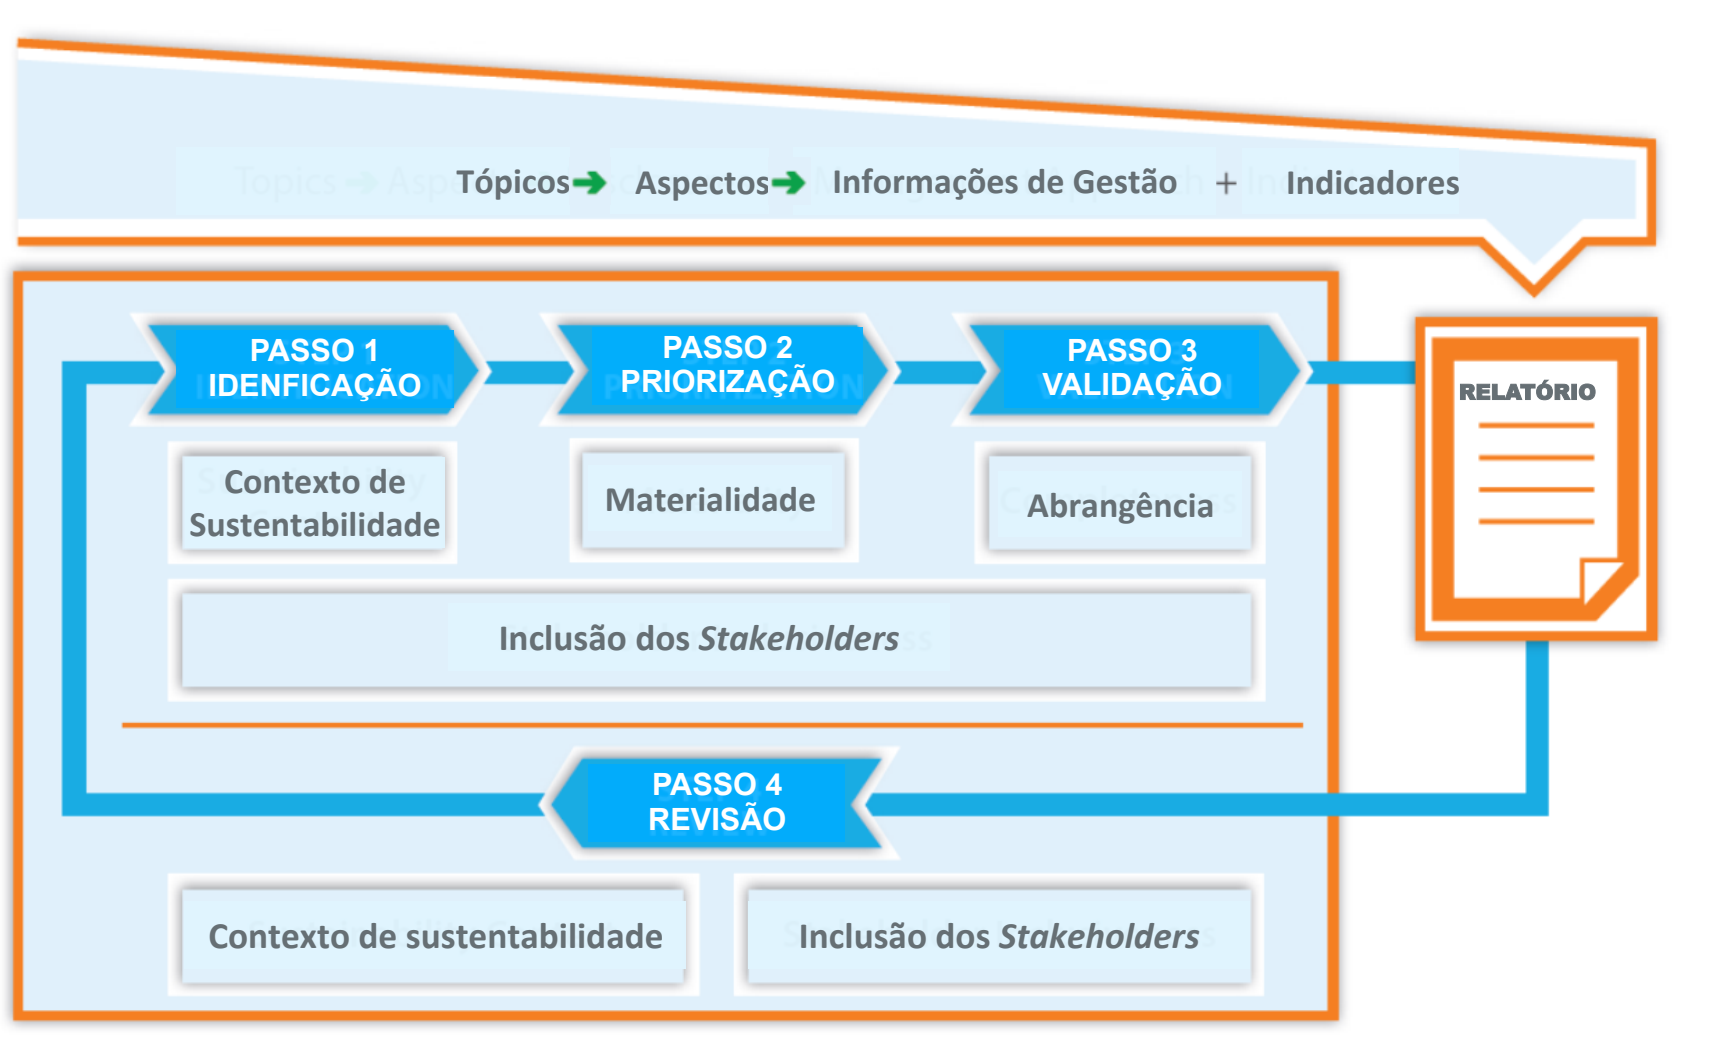 Tópicos➔ Aspectos➔ Informações de Gestão + Indicadores
PASSO 1
IDENFICAÇÃO
PASSO 2
PRIORIZAÇÃO
PASSO 3
VALIDAÇÃO
RELATÓRIO
Contexto de
Sustentabilidade
Materialidade
Abrangência
Inclusão dos Stakeholders
PASSO 4
REVISÃO
Contexto de sustentabilidade
Inclusão dos Stakeholders